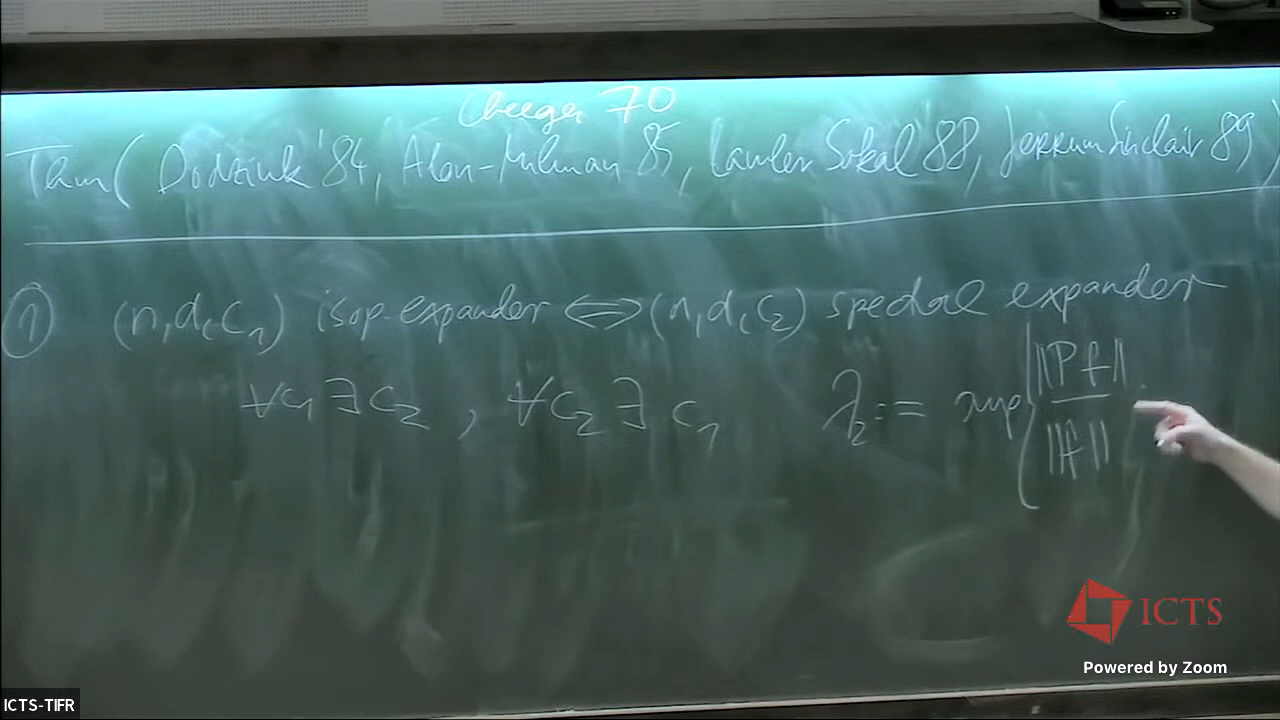 Cheeger 70
Thm ( Dodziuk '84, Alon-Milman 85, Lawler Sokal '88, Jerrum Sinclair 89 )
① (n,d,c₁) isop. expander ⇔ (n,d,c₂) spectral expander
∀c₁ ∃ c₂ , ∀ c₂ ∃ c₁ λ₂ := sup { ||Pf|| / ||f||
ICTS
Powered by Zoom
ICTS-TIFR